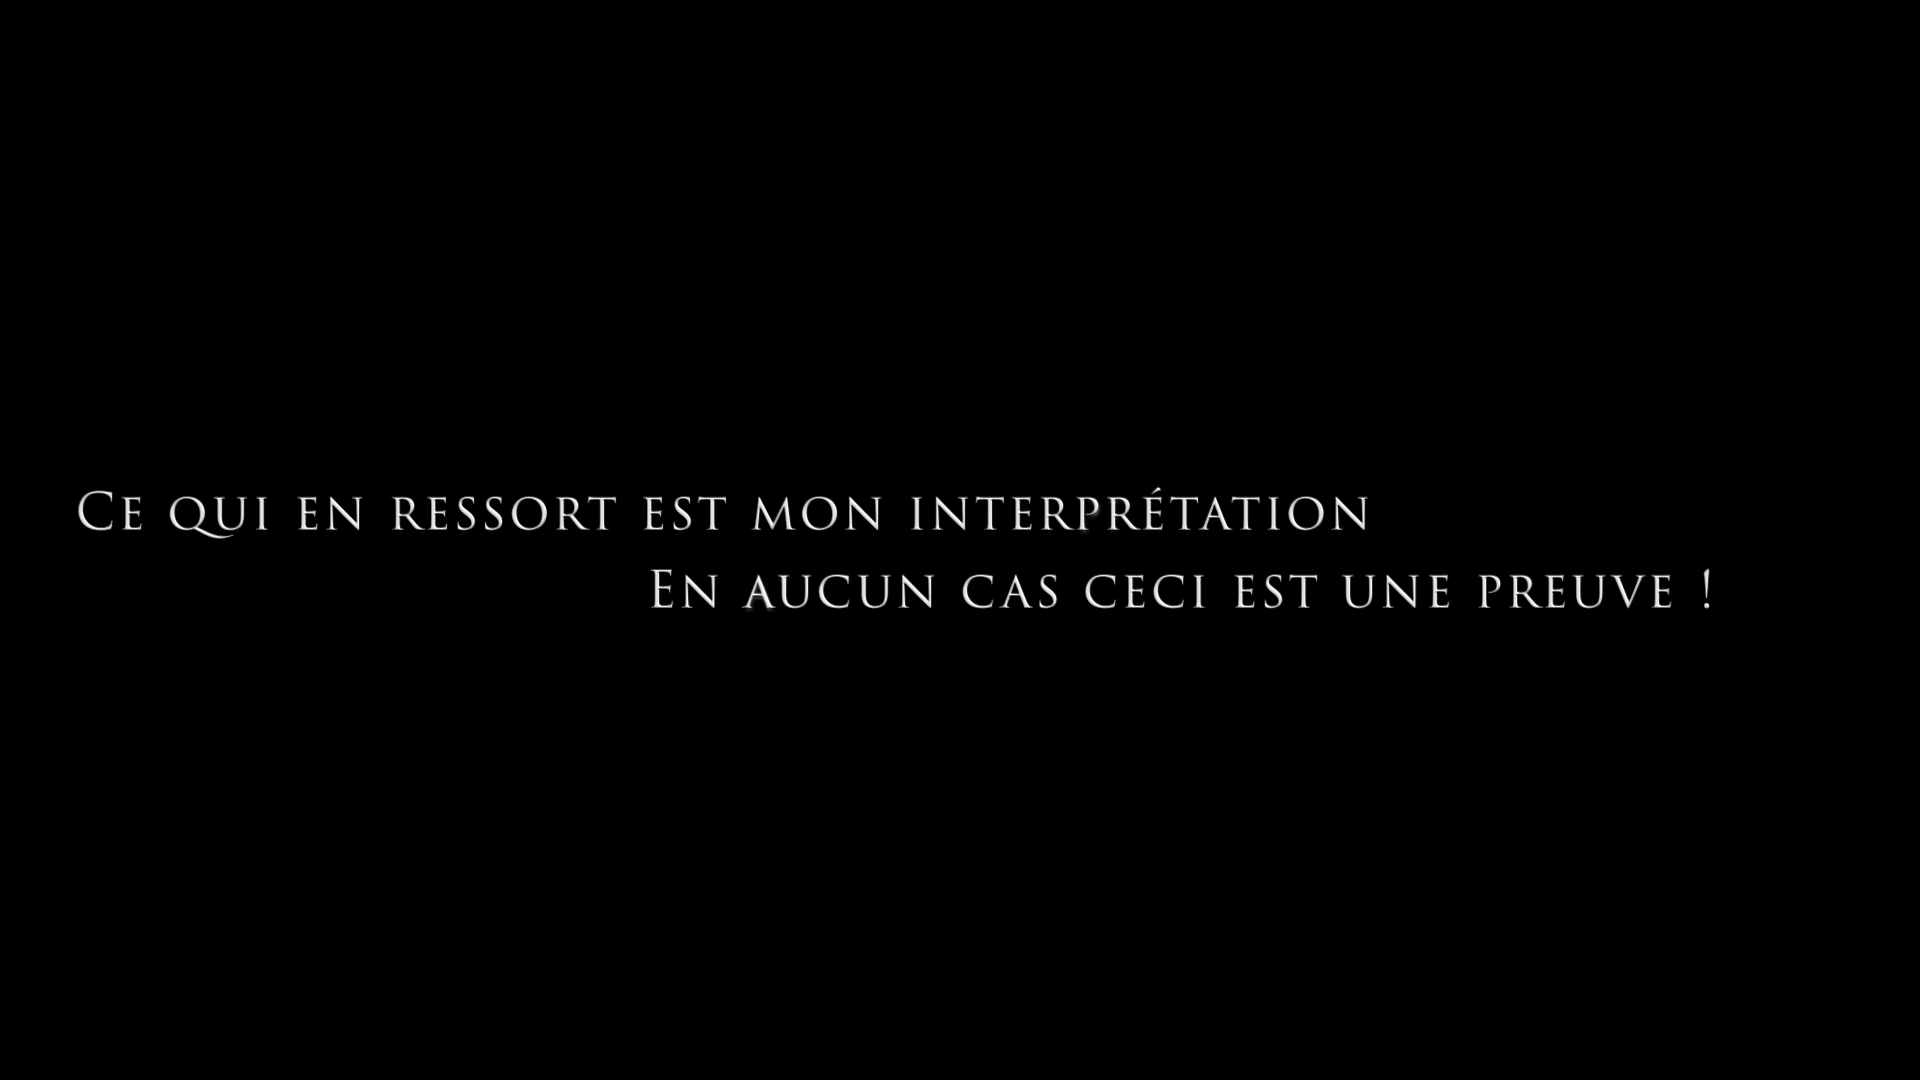 Ce qui en ressort est mon interprétation
En aucun cas ceci est une preuve !